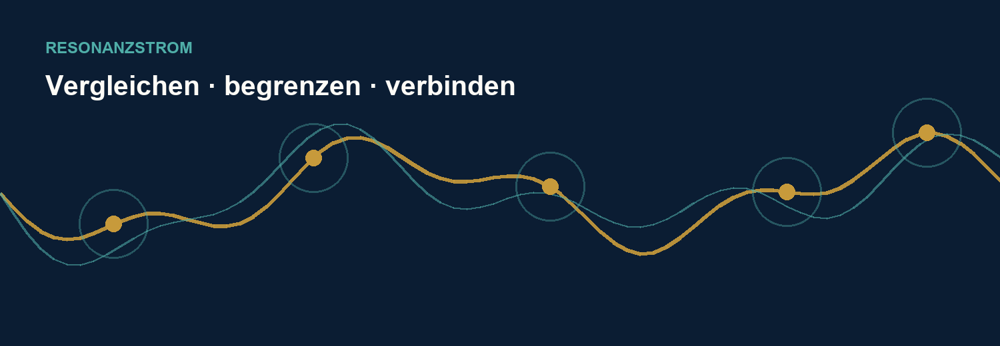 RESONANZSTROM
Vergleichen · begrenzen · verbinden